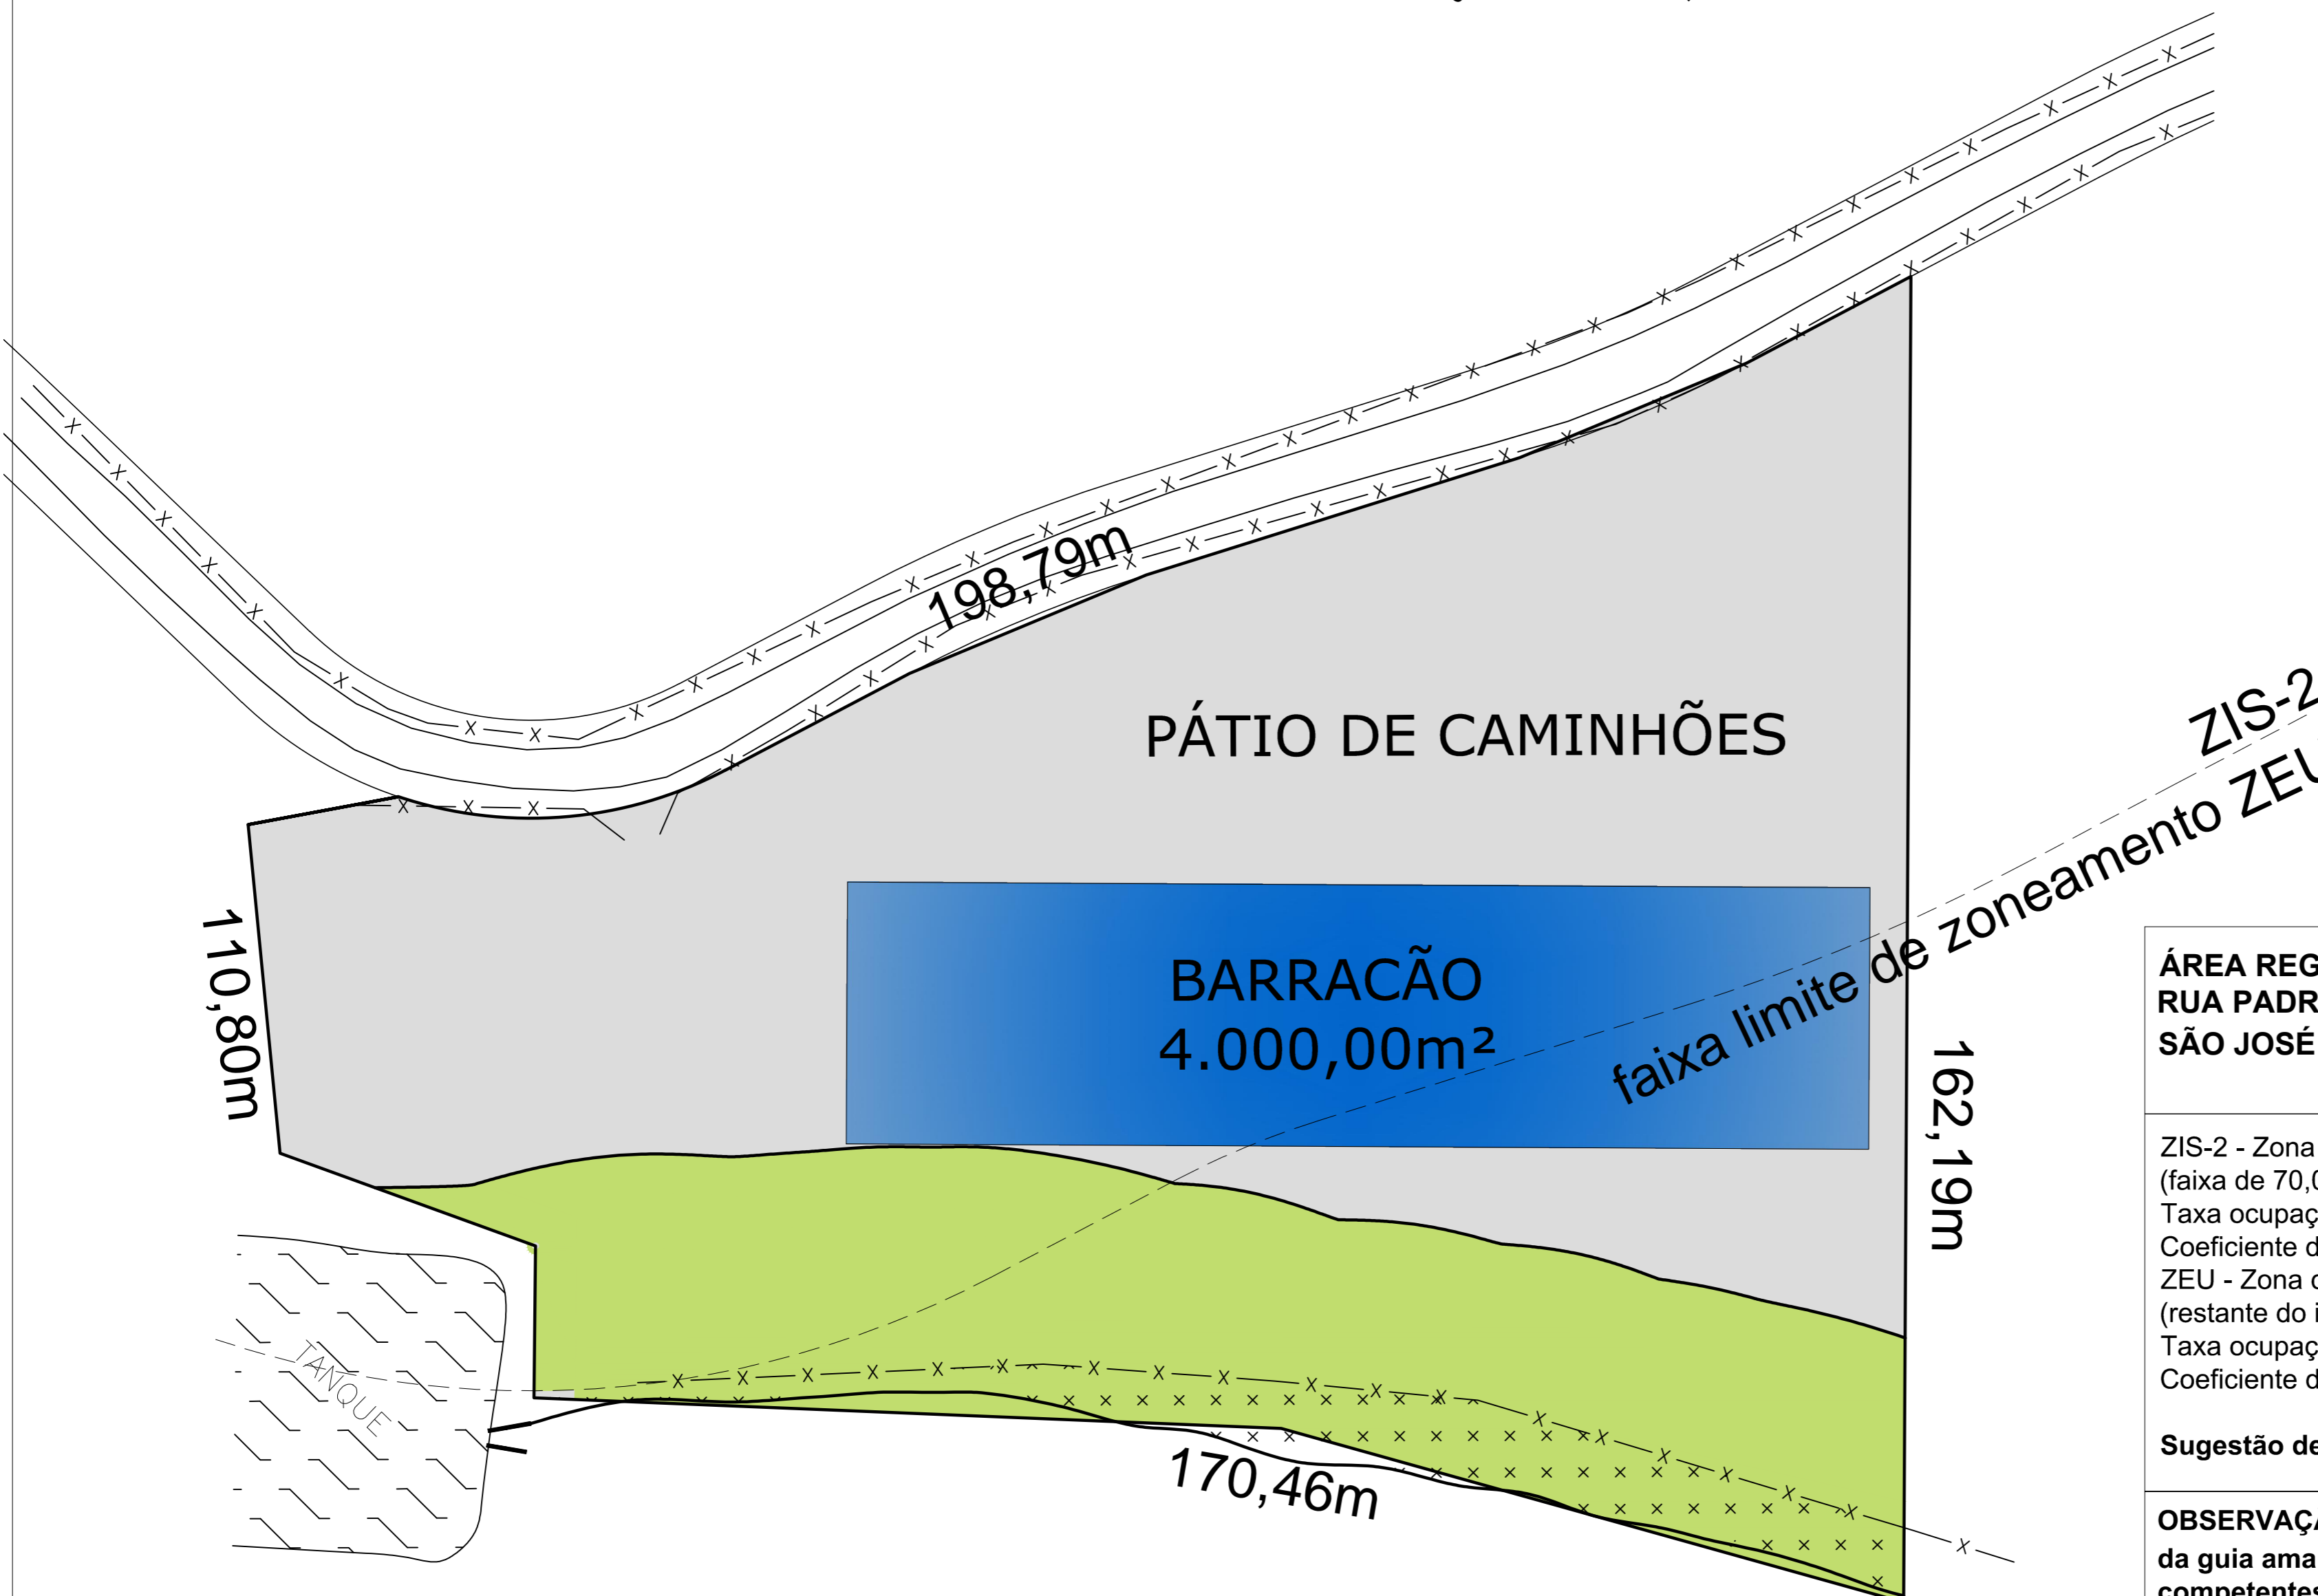 198,79m
PÁTIO DE CAMINHÕES
ZIS-2
faixa limite de zoneamento ZEU
110,80m
BARRACÃO
4.000,00m²
162,19m
TANQUE
170,46m
ÁREA REG
RUA PADR
SÃO JOSÉ
ZIS-2 - Zona
(faixa de 70,0
Taxa ocupaç
Coeficiente d
ZEU - Zona d
(restante do i
Taxa ocupaç
Coeficiente d
Sugestão de
OBSERVAÇÃ
da guia ama
competentes